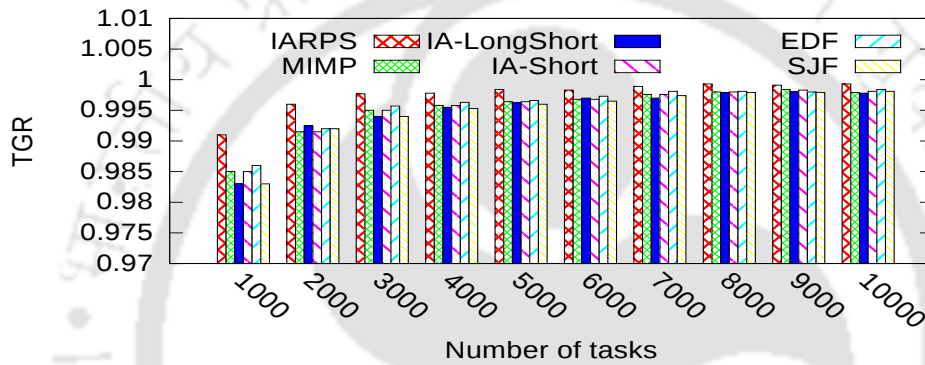 1.01
1.005
1
0.995
0.99
0.985
0.98
0.975
0.97
TGR
IARPS IA-LongShort EDF
MIMP IA-Short SJF
1000 2000 3000 4000 5000 6000 7000 8000 9000 10000
Number of tasks